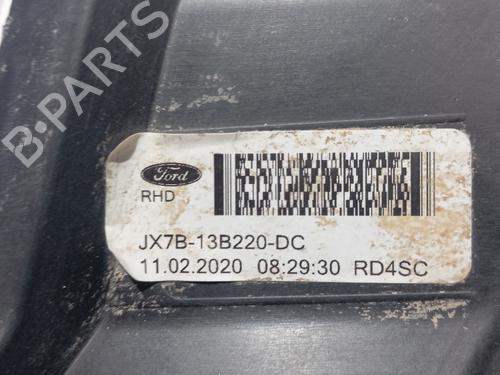 B-PARTS
Ford
RHD
JX7B-13B220-DC
11.02.2020 08:29:30 RD4SC